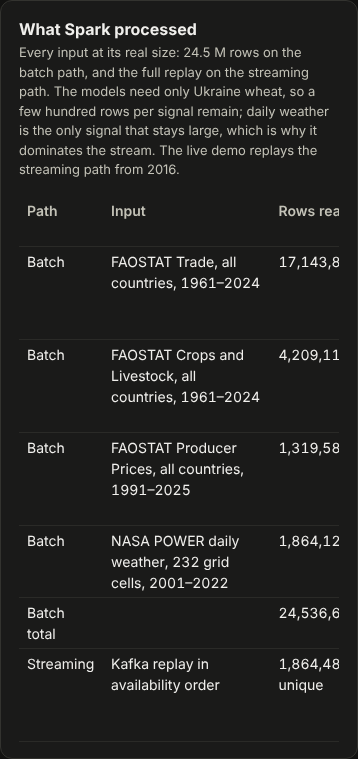 What Spark processed
Every input at its real size: 24.5 M rows on the
batch path, and the full replay on the streaming
path. The models need only Ukraine wheat, so a
few hundred rows per signal remain; daily weather
is the only signal that stays large, which is why it
dominates the stream. The live demo replays the
streaming path from 2016.
Path Input Rows rea
Batch FAOSTAT Trade, all 17,143,8
countries, 1961–2024
Batch FAOSTAT Crops and 4,209,11
Livestock, all
countries, 1961–2024
Batch FAOSTAT Producer 1,319,58
Prices, all countries,
1991–2025
Batch NASA POWER daily 1,864,12
weather, 232 grid
cells, 2001–2022
Batch 24,536,6
total
Streaming Kafka replay in 1,864,48
availability order unique